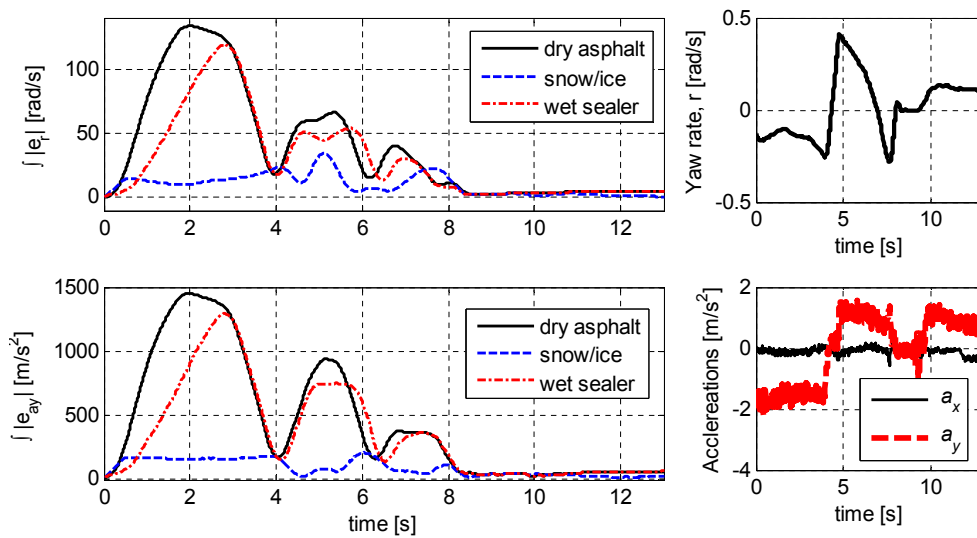 ∫ |e_r| [rad/s]
100
50
0
dry asphalt
snow/ice
wet sealer
0 2 4 6 8 10 12
Yaw rate, r [rad/s]
0.5
0
-0.5
0 5 10
time [s]
∫ |e_ay| [m/s²]
1500
1000
500
0
dry asphalt
snow/ice
wet sealer
0 2 4 6 8 10 12
time [s]
Acclereations [m/s²]
2
0
-2
-4
a_x
a_y
0 5 10
time [s]